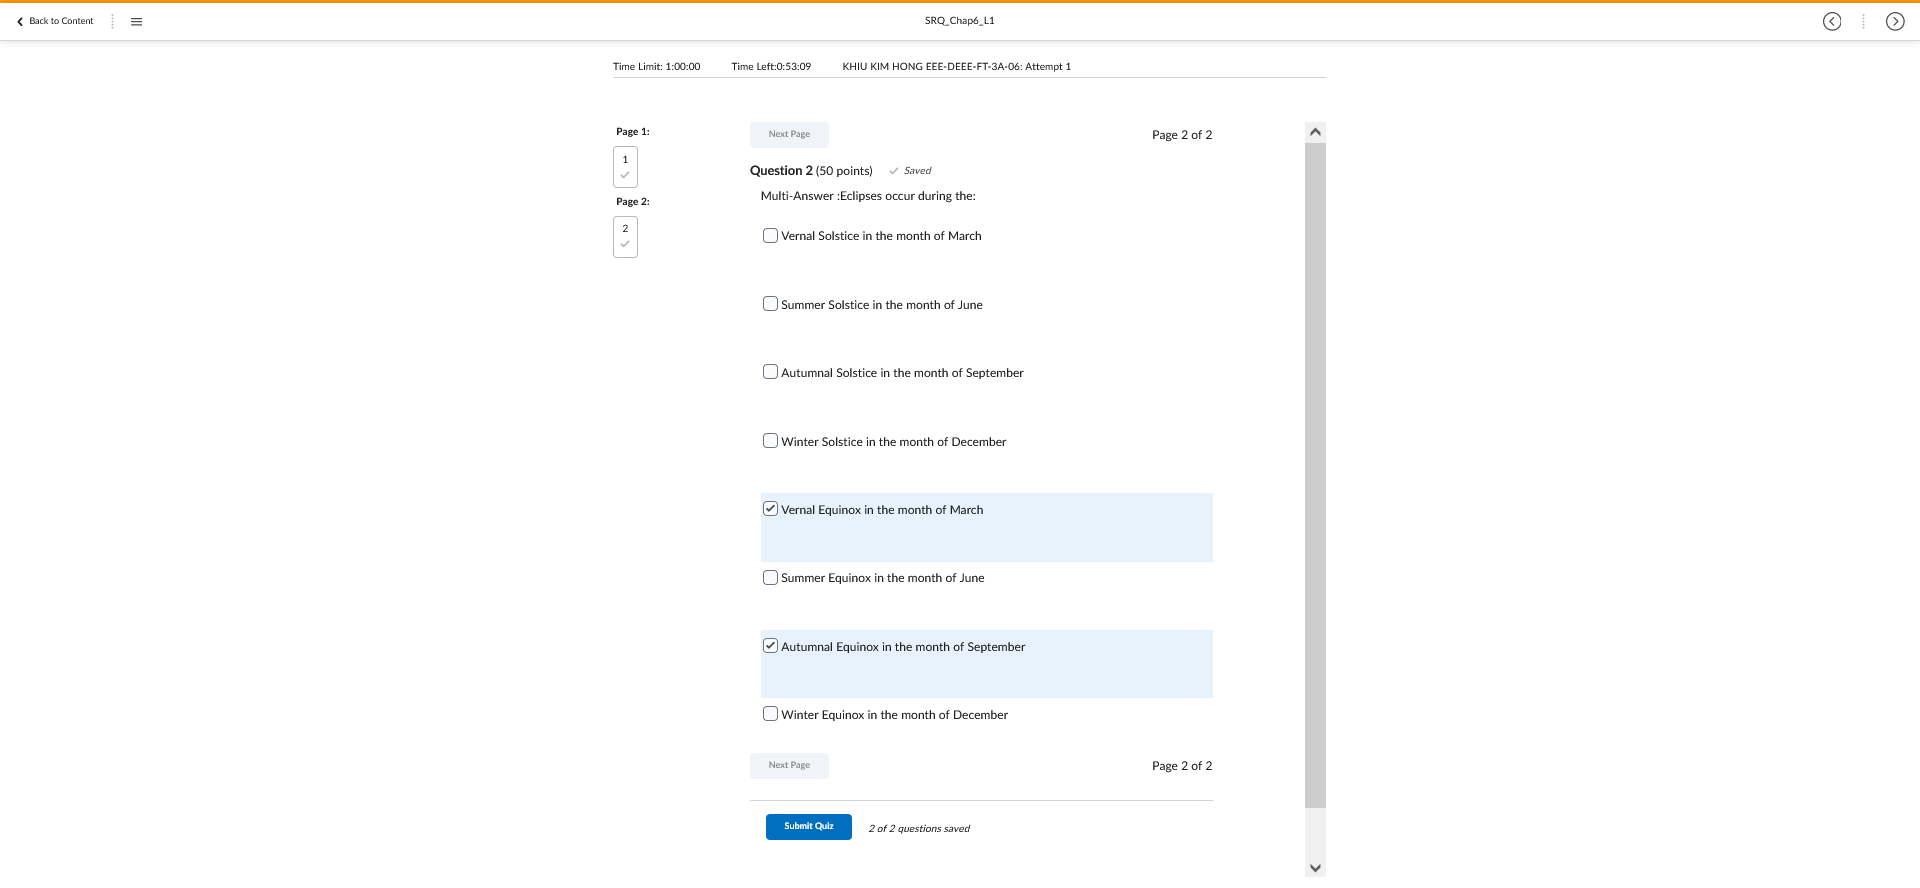 Back to Content
SRQ_Chap6_L1
Time Limit: 1:00:00 Time Left:0:53:09 KHIU KIM HONG EEE-DEEE-FT-3A-06: Attempt 1
Page 1:
1
Page 2:
2
Next Page Page 2 of 2
Question 2 (50 points) Saved
Multi-Answer :Eclipses occur during the:
Vernal Solstice in the month of March
Summer Solstice in the month of June
Autumnal Solstice in the month of September
Winter Solstice in the month of December
Vernal Equinox in the month of March
Summer Equinox in the month of June
Autumnal Equinox in the month of September
Winter Equinox in the month of December
Next Page Page 2 of 2
Submit Quiz 2 of 2 questions saved